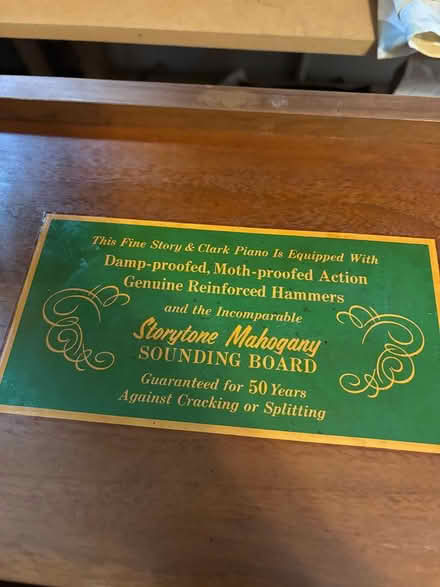 This Fine Story & Clark Piano Is Equipped With
Damp-proofed, Moth-proofed Action
Genuine Reinforced Hammers
and the Incomparable
Storytone Mahogany
SOUNDING BOARD
Guaranteed for 50 Years
Against Cracking or Splitting